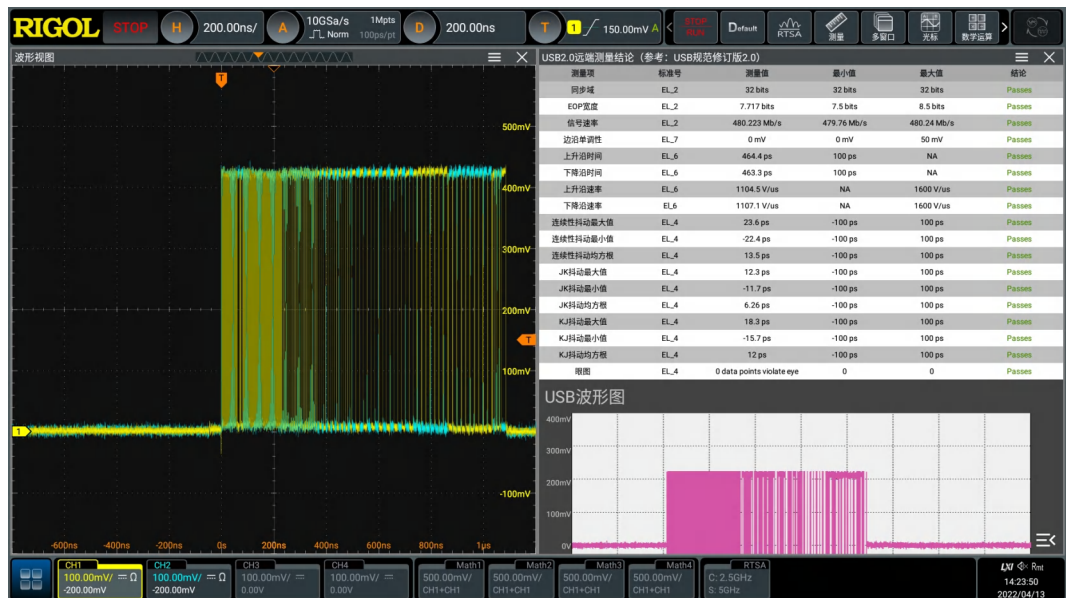 RIGOL STOP H 200.00ns/ A 10GSa/s 1Mpts Norm 100ps/pt D 200.00ns T 1 150.00mV A STOP RUN Default RTSA 测量 多窗口 光标 数学运算
波形视图
T
500mV
400mV
300mV
200mV
T
100mV
1
-100mV
-600ns -400ns -200ns 0s 200ns 400ns 600ns 800ns 1µs
USB2.0远端测量结论（参考：USB规范修订版2.0）
测量项 标准号 测量值 最小值 最大值 结论
同步域 EL_2 32 bits 32 bits 32 bits Passes
EOP宽度 EL_2 7.717 bits 7.5 bits 8.5 bits Passes
信号速率 EL_2 480.223 Mb/s 479.76 Mb/s 480.24 Mb/s Passes
边沿单调性 EL_7 0 mV 0 mV 50 mV Passes
上升沿时间 EL_6 464.4 ps 100 ps NA Passes
下降沿时间 EL_6 463.3 ps 100 ps NA Passes
上升沿速率 EL_6 1104.5 V/us NA 1600 V/us Passes
下降沿速率 El_6 1107.1 V/us NA 1600 V/us Passes
连续性抖动最大值 EL_4 23.6 ps -100 ps 100 ps Passes
连续性抖动最小值 EL_4 -22.4 ps -100 ps 100 ps Passes
连续性抖动均方根 EL_4 13.5 ps -100 ps 100 ps Passes
JK抖动最大值 EL_4 12.3 ps -100 ps 100 ps Passes
JK抖动最小值 EL_4 -11.7 ps -100 ps 100 ps Passes
JK抖动均方根 EL_4 6.26 ps -100 ps 100 ps Passes
KJ抖动最大值 EL_4 18.3 ps -100 ps 100 ps Passes
KJ抖动最小值 EL_4 -15.7 ps -100 ps 100 ps Passes
KJ抖动均方根 EL_4 12 ps -100 ps 100 ps Passes
眼图 EL_4 0 data points violate eye 0 0 Passes
USB波形图
400mV
300mV
200mV
100mV
0V
CH1 CH2 CH3 CH4 Math1 Math2 Math3 Math4 RTSA
100.00mV/ Ω 100.00mV/ Ω 100.00mV/ 100.00mV/ 500.00mV/ 500.00mV/ 500.00mV/ 500.00mV/ C: 2.5GHz
-200.00mV -200.00mV 0.00V 0.00V CH1+CH1 CH1+CH1 CH1+CH1 CH1+CH1 S: 5GHz
LXI Rmt
14:23:50
2022/04/13